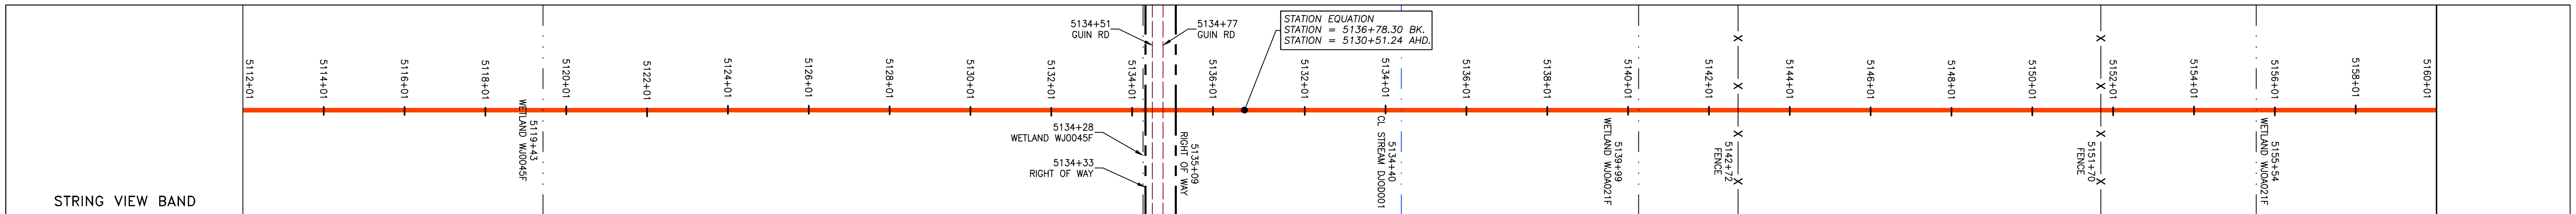 5134+51
GUIN RD
5134+77
GUIN RD
STATION EQUATION
STATION = 5136+78.30 BK.
STATION = 5130+51.24 AHD.
5112+01
5114+01
5116+01
5118+01
5120+01
5122+01
5124+01
5126+01
5128+01
5130+01
5132+01
5134+01
5136+01
5132+01
5134+01
5136+01
5138+01
5140+01
5142+01
5144+01
5146+01
5148+01
5150+01
5152+01
5154+01
5156+01
5158+01
5160+01
5119+43
WETLAND WJ0045F
5134+28
WETLAND WJ0045F
5134+33
RIGHT OF WAY
5135+09
RIGHT OF WAY
5134+40
CL STREAM DJ0D001
5139+99
WETLAND WJ0A021F
5142+72
FENCE
5151+70
FENCE
5155+54
WETLAND WJ0A021F
STRING VIEW BAND